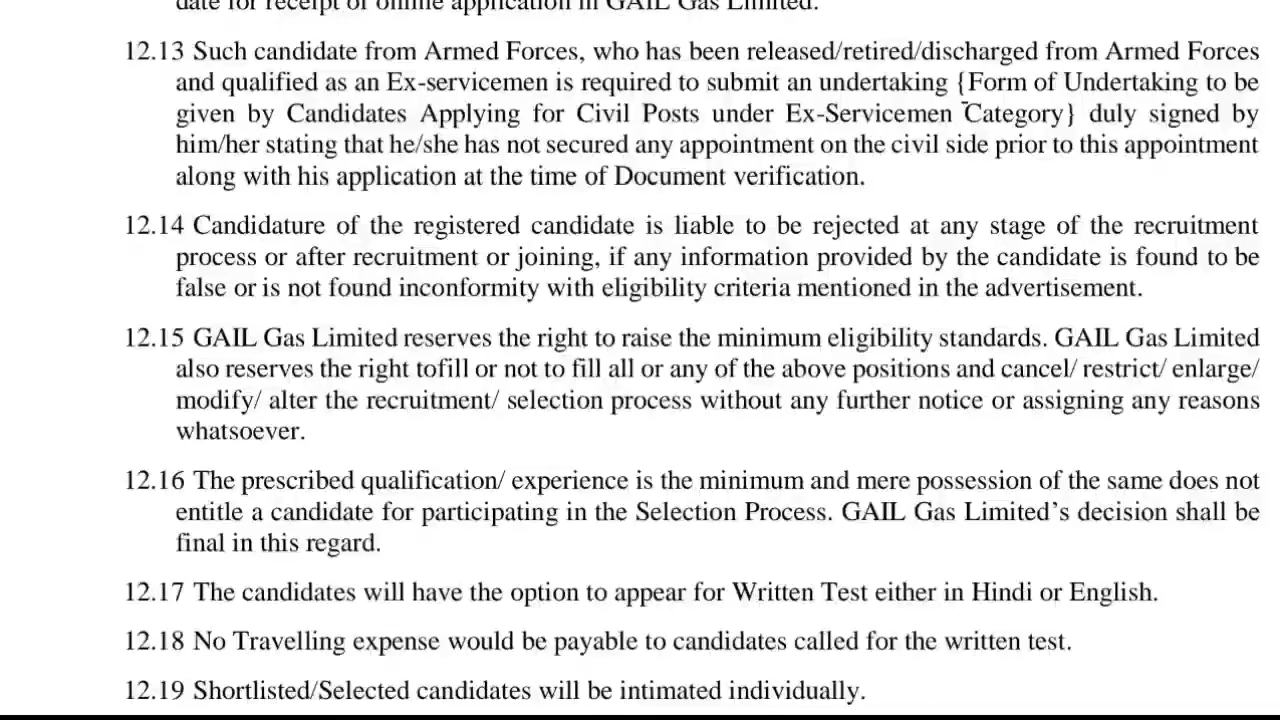 date for receipt of online application in GAIL Gas Limited.
12.13 Such candidate from Armed Forces, who has been released/retired/discharged from Armed Forces
and qualified as an Ex-servicemen is required to submit an undertaking {Form of Undertaking to be
given by Candidates Applying for Civil Posts under Ex-Servicemen Category} duly signed by
him/her stating that he/she has not secured any appointment on the civil side prior to this appointment
along with his application at the time of Document verification.
12.14 Candidature of the registered candidate is liable to be rejected at any stage of the recruitment
process or after recruitment or joining, if any information provided by the candidate is found to be
false or is not found inconformity with eligibility criteria mentioned in the advertisement.
12.15 GAIL Gas Limited reserves the right to raise the minimum eligibility standards. GAIL Gas Limited
also reserves the right tofill or not to fill all or any of the above positions and cancel/ restrict/ enlarge/
modify/ alter the recruitment/ selection process without any further notice or assigning any reasons
whatsoever.
12.16 The prescribed qualification/ experience is the minimum and mere possession of the same does not
entitle a candidate for participating in the Selection Process. GAIL Gas Limited’s decision shall be
final in this regard.
12.17 The candidates will have the option to appear for Written Test either in Hindi or English.
12.18 No Travelling expense would be payable to candidates called for the written test.
12.19 Shortlisted/Selected candidates will be intimated individually.